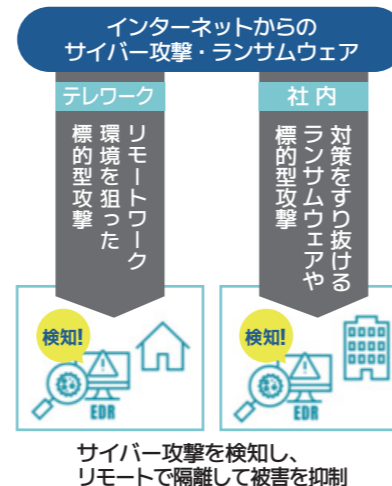 インターネットからの
サイバー攻撃・ランサムウェア
テレワーク
リモートワーク
環境を狙った
標的型攻撃
社内
対策をすり抜ける
ランサムウェアや
標的型攻撃
検知!
EDR
検知!
EDR
サイバー攻撃を検知し、
リモートで隔離して被害を抑制